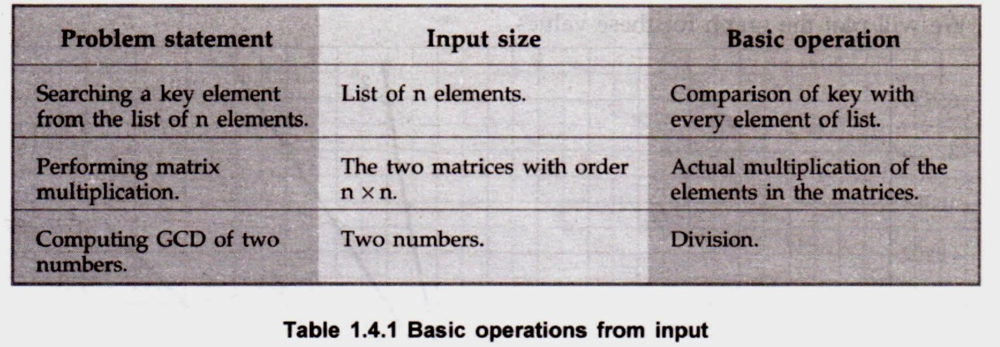 Problem statement Input size Basic operation
Searching a key element List of n elements. Comparison of key with
from the list of n elements. every element of list.
Performing matrix The two matrices with order Actual multiplication of the
multiplication. n × n. elements in the matrices.
Computing GCD of two Two numbers. Division.
numbers.
Table 1.4.1 Basic operations from input